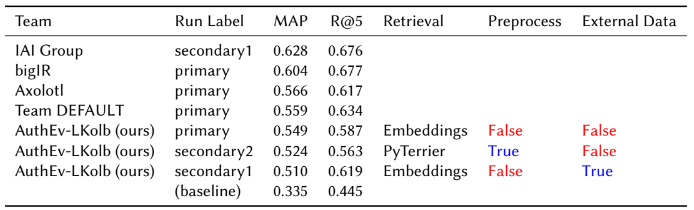 Team Run Label MAP R@5 Retrieval Preprocess External Data
IAI Group secondary1 0.628 0.676
bigIR primary 0.604 0.677
Axolotl primary 0.566 0.617
Team DEFAULT primary 0.559 0.634
AuthEv-LKolb (ours) primary 0.549 0.587 Embeddings False False
AuthEv-LKolb (ours) secondary2 0.524 0.563 PyTerrier True False
AuthEv-LKolb (ours) secondary1 0.510 0.619 Embeddings False True
(baseline) 0.335 0.445